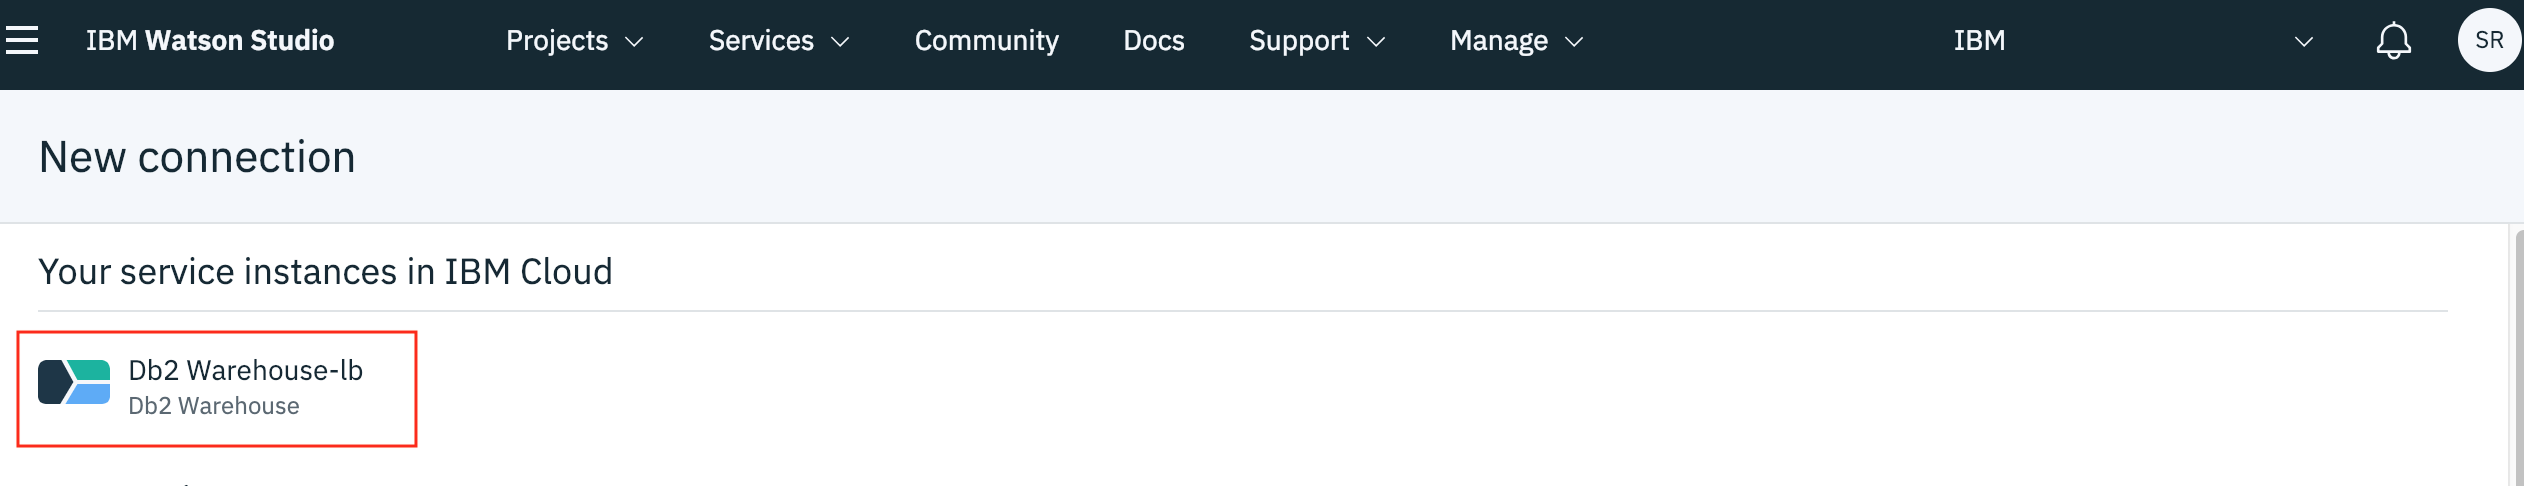 IBM Watson Studio Projects Services Community Docs Support Manage IBM SR
New connection
Your service instances in IBM Cloud
Db2 Warehouse-lb
Db2 Warehouse